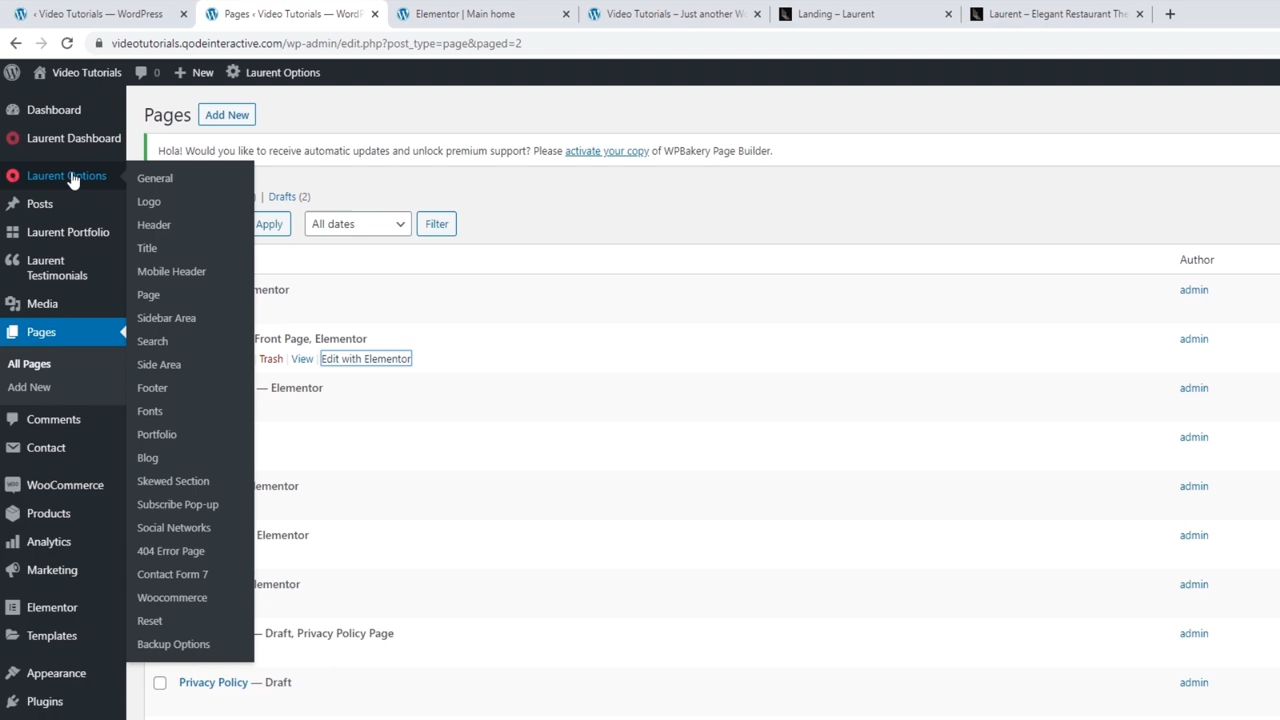 ‹ Video Tutorials — WordPress
Pages ‹ Video Tutorials — WordP
Elementor | Main home
Video Tutorials – Just another W
Landing – Laurent
Laurent – Elegant Restaurant The
videotutorials.qodeinteractive.com/wp-admin/edit.php?post_type=page&paged=2
Video Tutorials
0
New
Laurent Options
Dashboard
Laurent Dashboard
Laurent Options
Posts
Laurent Portfolio
Laurent
Testimonials
Media
Pages
All Pages
Add New
Comments
Contact
WooCommerce
Products
Analytics
Marketing
Elementor
Templates
Appearance
Plugins
General
Logo
Header
Title
Mobile Header
Page
Sidebar Area
Search
Side Area
Footer
Fonts
Portfolio
Blog
Skewed Section
Subscribe Pop-up
Social Networks
404 Error Page
Contact Form 7
Woocommerce
Reset
Backup Options
Pages
Add New
Hola! Would you like to receive automatic updates and unlock premium support? Please activate your copy of WPBakery Page Builder.
| Drafts (2)
Apply
All dates
Filter
Author
admin
Front Page, Elementor
admin
Trash | View | Edit with Elementor
— Elementor
admin
admin
admin
Elementor
admin
admin
— Draft, Privacy Policy Page
admin
Privacy Policy — Draft
admin